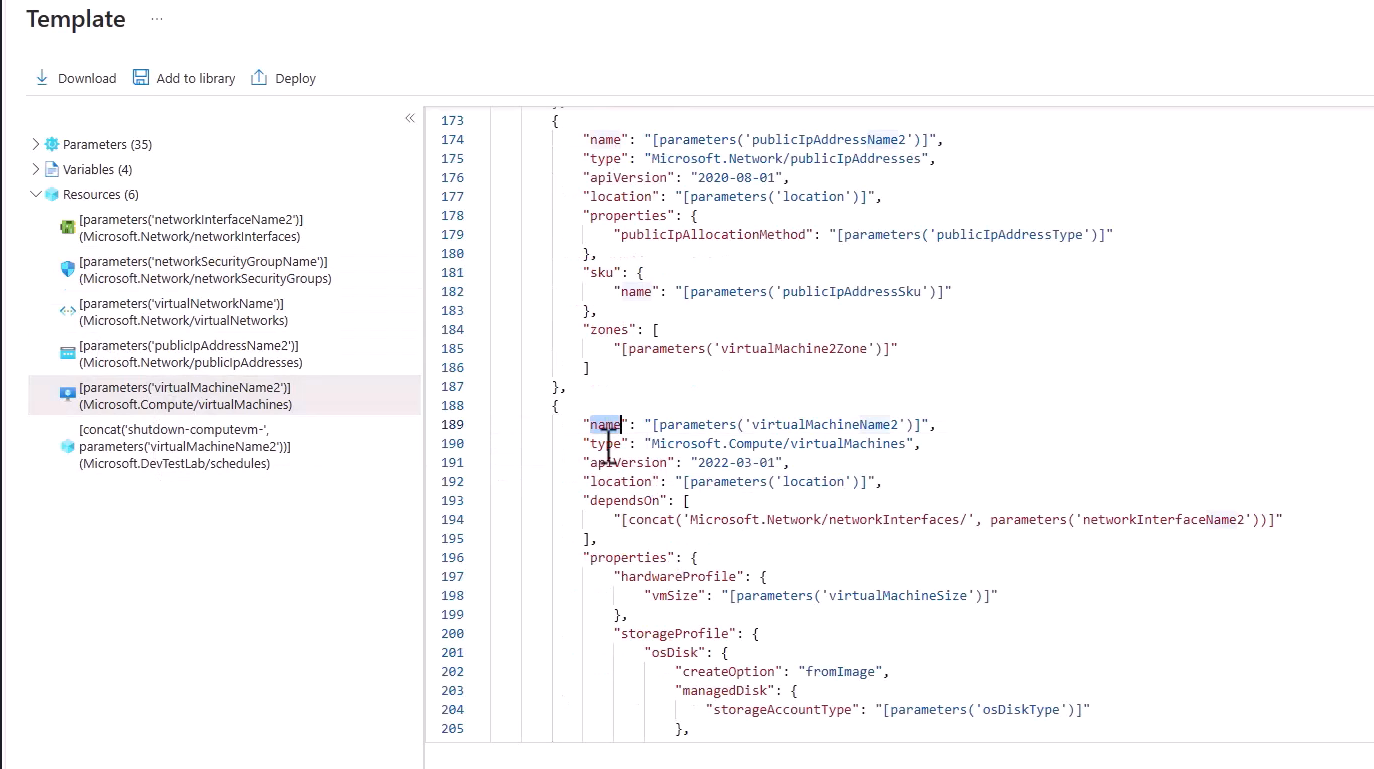 Template ...
Download Add to library Deploy
«
Parameters (35)
Variables (4)
Resources (6)
[parameters('networkInterfaceName2')]
(Microsoft.Network/networkInterfaces)
[parameters('networkSecurityGroupName')]
(Microsoft.Network/networkSecurityGroups)
[parameters('virtualNetworkName')]
(Microsoft.Network/virtualNetworks)
[parameters('publicIpAddressName2')]
(Microsoft.Network/publicIpAddresses)
[parameters('virtualMachineName2')]
(Microsoft.Compute/virtualMachines)
[concat('shutdown-computevm-',
parameters('virtualMachineName2'))]
(Microsoft.DevTestLab/schedules)
173 {
174 "name": "[parameters('publicIpAddressName2')]",
175 "type": "Microsoft.Network/publicIpAddresses",
176 "apiVersion": "2020-08-01",
177 "location": "[parameters('location')]",
178 "properties": {
179 "publicIpAllocationMethod": "[parameters('publicIpAddressType')]"
180 },
181 "sku": {
182 "name": "[parameters('publicIpAddressSku')]"
183 },
184 "zones": [
185 "[parameters('virtualMachine2Zone')]"
186 ]
187 },
188 {
189 "name": "[parameters('virtualMachineName2')]",
190 "type": "Microsoft.Compute/virtualMachines",
191 "apiVersion": "2022-03-01",
192 "location": "[parameters('location')]",
193 "dependsOn": [
194 "[concat('Microsoft.Network/networkInterfaces/', parameters('networkInterfaceName2'))]"
195 ],
196 "properties": {
197 "hardwareProfile": {
198 "vmSize": "[parameters('virtualMachineSize')]"
199 },
200 "storageProfile": {
201 "osDisk": {
202 "createOption": "fromImage",
203 "managedDisk": {
204 "storageAccountType": "[parameters('osDiskType')]"
205 },